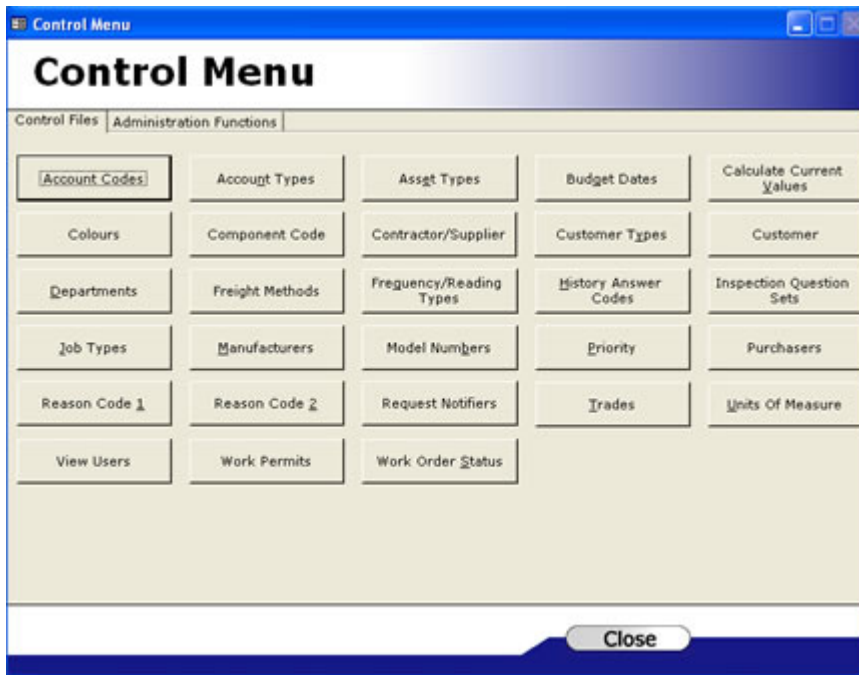 Control Menu
Control Menu
Control Files Administration Functions
Account Codes Account Types Asset Types Budget Dates Calculate Current
Values
Colours Component Code Contractor/Supplier Customer Types Customer
Departments Freight Methods Frequency/Reading
Types History Answer
Codes Inspection Question
Sets
Job Types Manufacturers Model Numbers Priority Purchasers
Reason Code 1 Reason Code 2 Request Notifiers Trades Units Of Measure
View Users Work Permits Work Order Status
Close